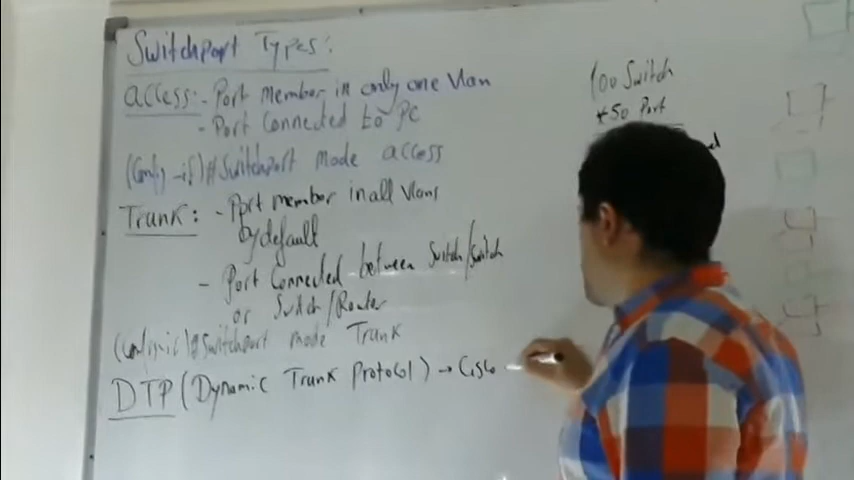 Switchport Types:
access: - Port Member in only one Vlan
- Port Connected to PC
(Config-if)#Switchport mode access
Trunk: - Port member in all Vlans
by default
- Port Connected between Switch/Switch
or Switch/Router
#Switchport mode Trunk
DTP (Dynamic Trunk Protocol) → Cisco
100 Switch
*50 Port